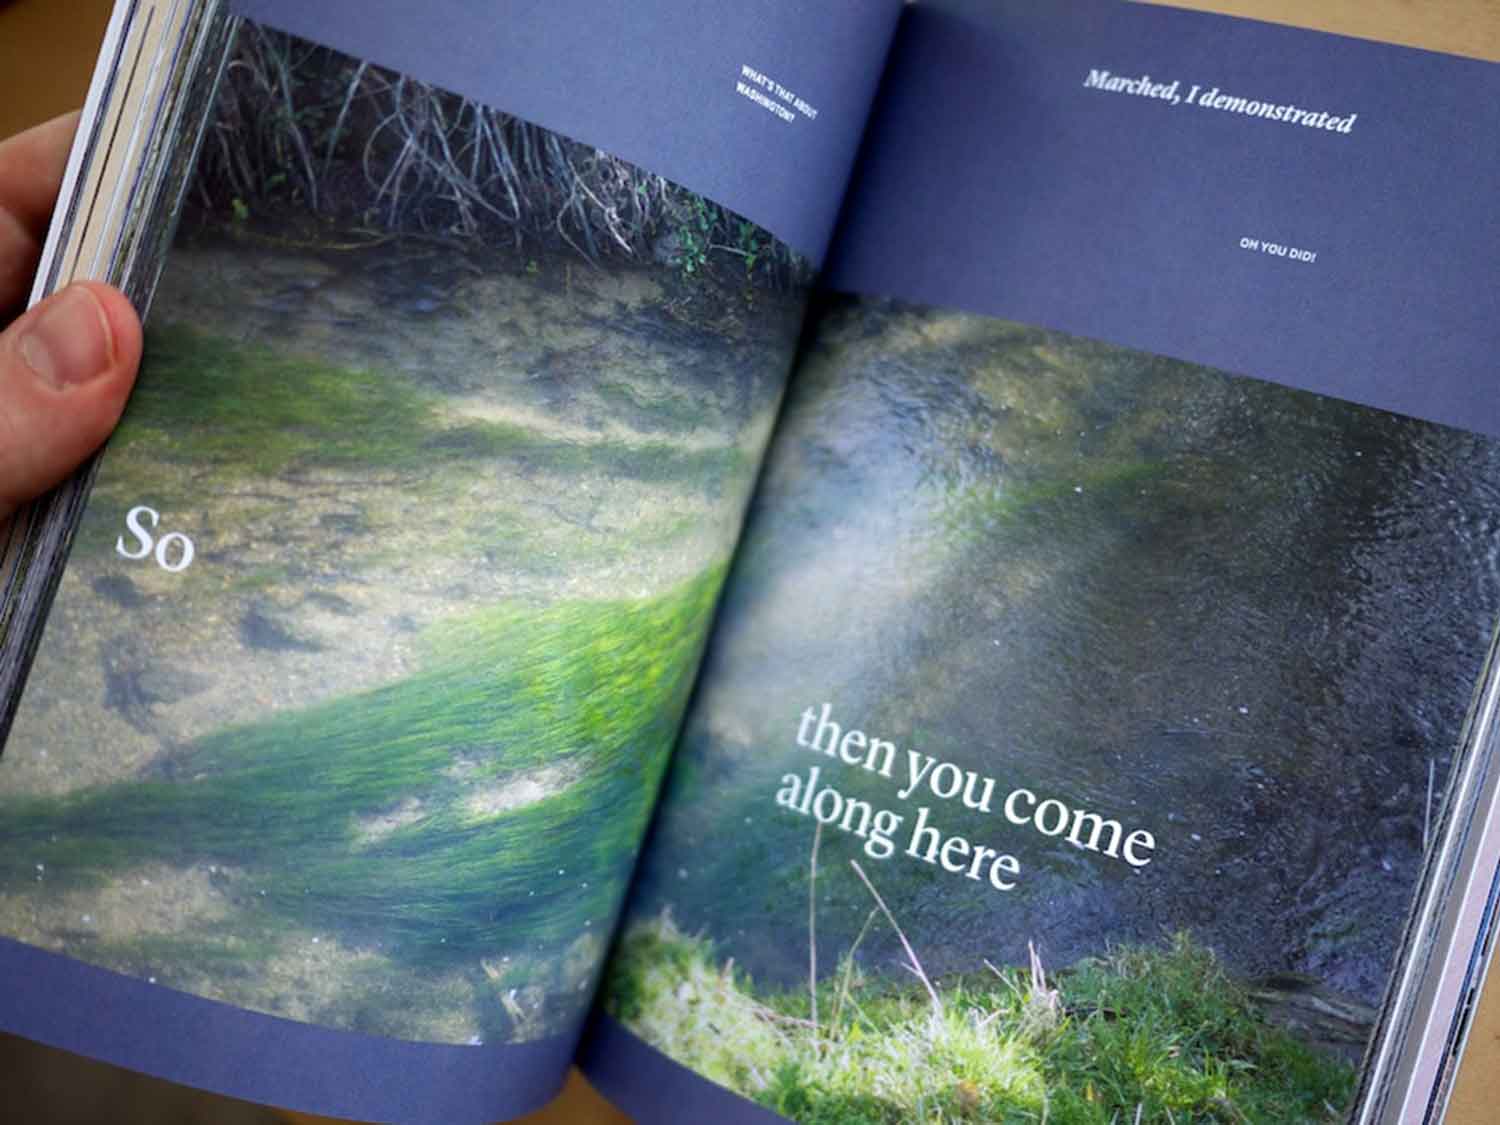 WHAT'S THAT ABOUT
WASHINGTON?
So
Marched, I demonstrated
OH YOU DID!
then you come
along here